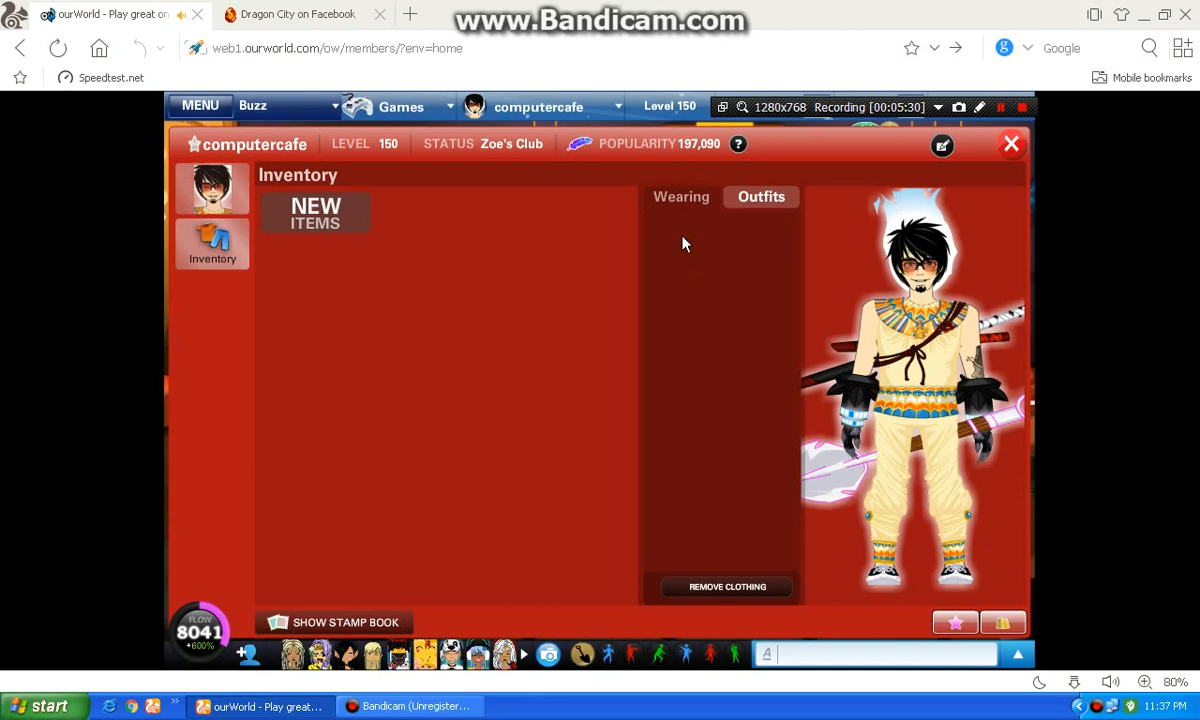 ourWorld - Play great on
Dragon City on Facebook
www.Bandicam.com
web1.ourworld.com/ow/members/?env=home
Google
Speedtest.net
Mobile bookmarks
MENU Buzz Games computercafe Level 150
1280x768 Recording [00:05:30]
computercafe LEVEL 150 STATUS Zoe's Club POPULARITY 197,090 ?
Inventory
NEW
ITEMS
Wearing Outfits
Inventory
REMOVE CLOTHING
FLOW
8041
+600%
SHOW STAMP BOOK
A
80%
start
ourWorld - Play great...
Bandicam (Unregister...
11:37 PM